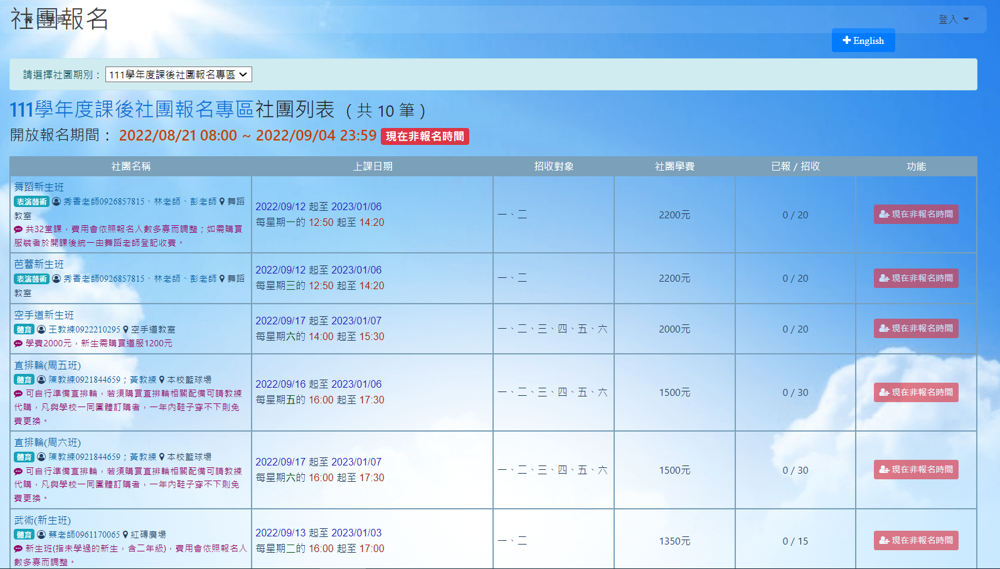 社團報名
登入
English
請選擇社團期別：111學年度課後社團報名專區
111學年度課後社團報名專區社團列表（共 10 筆）
開放報名期間： 2022/08/21 08:00 ~ 2022/09/04 23:59 現在非報名時間
社團名稱 上課日期 招收對象 社團學費 已報 / 招收 功能
舞蹈新生班
表演藝術 秀香老師0926857815、林老師、彭老師 舞蹈
教室
共32堂課，費用會依照報名人數多寡而調整；如需購買
服裝者於開課後統一由舞蹈老師登記收費。
2022/09/12 起至 2023/01/06
每星期一的 12:50 起至 14:20
一、二
2200元
0 / 20
現在非報名時間
芭蕾新生班
表演藝術 秀香老師0926857815、林老師、彭老師 舞蹈
教室
2022/09/12 起至 2023/01/06
每星期三的 12:50 起至 14:20
一、二
2200元
0 / 20
現在非報名時間
空手道新生班
體育 王教練0922210295 空手道教室
學費2000元，新生需購買道服1200元
2022/09/17 起至 2023/01/07
每星期六的 14:00 起至 15:30
一、二、三、四、五、六
2000元
0 / 20
現在非報名時間
直排輪(周五班)
體育 陳教練0921844659；黃教練 本校籃球場
可自行準備直排輪，若須購買直排輪相關配備可請教練
代購，凡與學校一同團體訂購者，一年內鞋子穿不下則免
費更換。
2022/09/16 起至 2023/01/06
每星期五的 16:00 起至 17:30
一、二、三、四、五、六
1500元
0 / 30
現在非報名時間
直排輪(周六班)
體育 陳教練0921844659；黃教練 本校籃球場
可自行準備直排輪，若須購買直排輪相關配備可請教練
代購，凡與學校一同團體訂購者，一年內鞋子穿不下則免
費更換。
2022/09/17 起至 2023/01/07
每星期六的 16:00 起至 17:30
一、二、三、四、五、六
1500元
0 / 30
現在非報名時間
武術(新生班)
體育 蔡老師0961170065 紅磚廣場
新生班(指未學過的新生，含二年級)，費用會依照報名人
數多寡而調整。
2022/09/13 起至 2023/01/03
每星期二的 16:00 起至 17:00
一、二
1350元
0 / 15
現在非報名時間